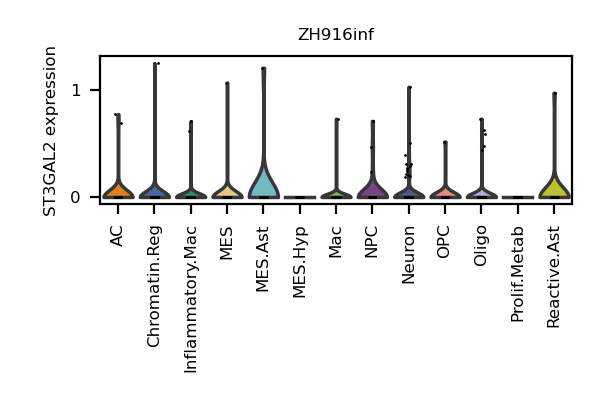 ZH916inf
ST3GAL2 expression
1
0
AC
Chromatin.Reg
Inflammatory.Mac
MES
MES.Ast
MES.Hyp
Mac
NPC
Neuron
OPC
Oligo
Prolif.Metab
Reactive.Ast